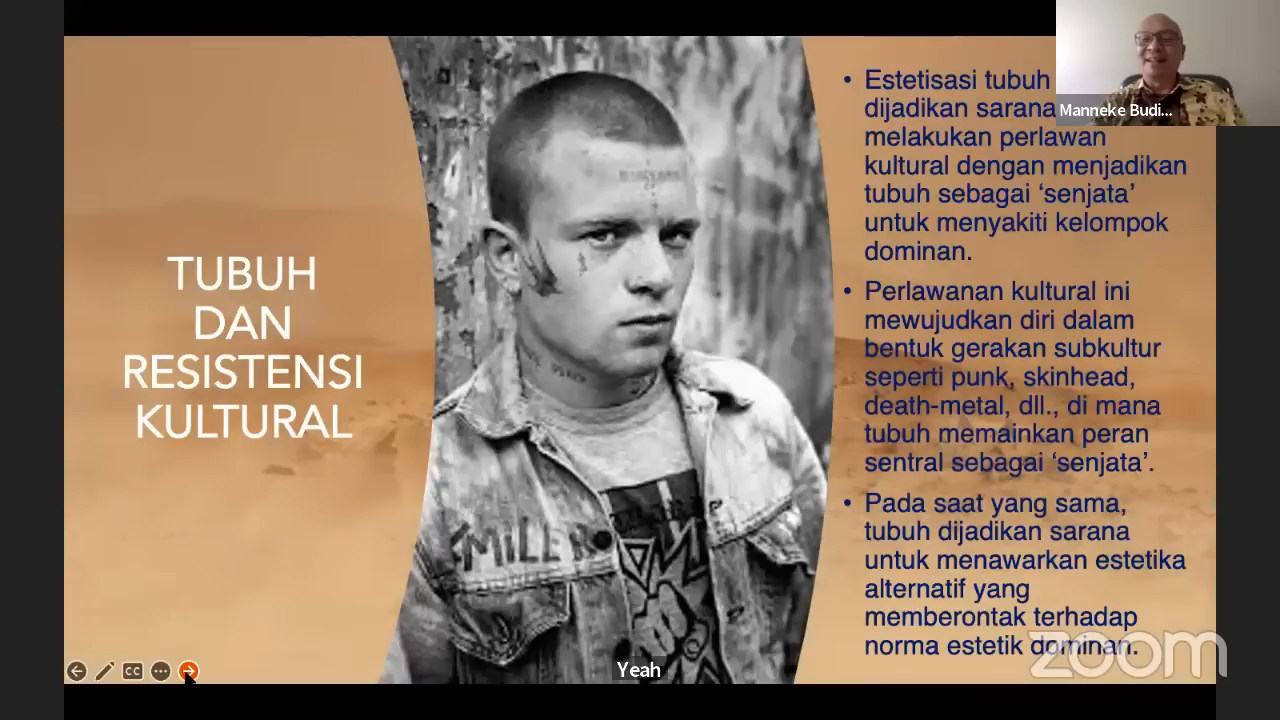 TUBUH
DAN
RESISTENSI
KULTURAL
SMILER
• Estetisasi tubuh
dijadikan sarana
melakukan perlawan
kultural dengan menjadikan
tubuh sebagai ‘senjata’
untuk menyakiti kelompok
dominan.
• Perlawanan kultural ini
mewujudkan diri dalam
bentuk gerakan subkultur
seperti punk, skinhead,
death-metal, dll., di mana
tubuh memainkan peran
sentral sebagai ‘senjata’.
• Pada saat yang sama,
tubuh dijadikan sarana
untuk menawarkan estetika
alternatif yang
memberontak terhadap
norma estetik dominan.
Manneke Budi...
CC
Yeah
zoom